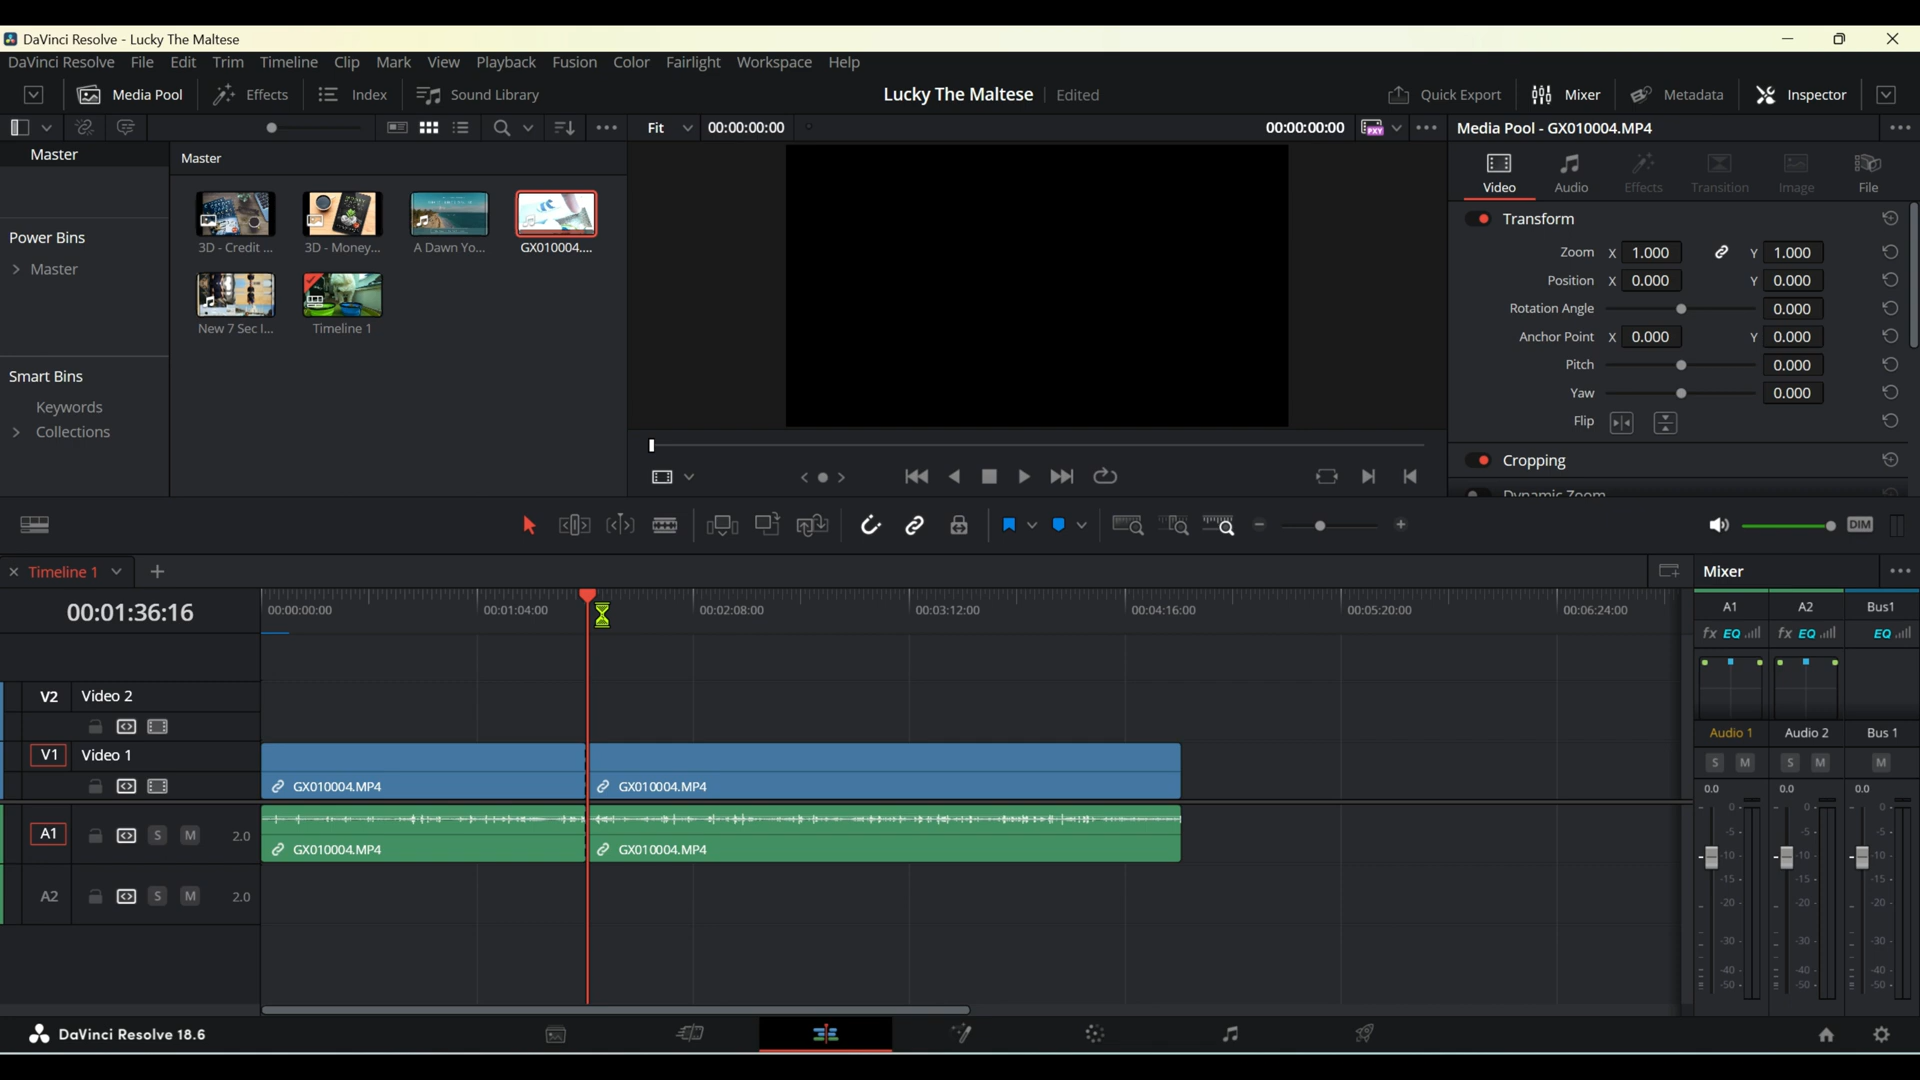 DaVinci Resolve - Lucky The Maltese
DaVinci Resolve File Edit Trim Timeline Clip Mark View Playback Fusion Color Fairlight Workspace Help
Media Pool Effects Index Sound Library Lucky The Maltese Edited Quick Export Mixer Metadata Inspector
Fit 00:00:00:00 00:00:00:00 PXY Media Pool - GX010004.MP4
Master Master
Video Audio Effects Transition Image File
Transform
3D - Credit ... 3D - Money... A Dawn Yo... GX010004....
Power Bins
Master
Zoom X 1.000 Y 1.000
Position X 0.000 Y 0.000
Rotation Angle 0.000
New 7 Sec I... Timeline 1
Anchor Point X 0.000 Y 0.000
Pitch 0.000
Smart Bins
Yaw 0.000
Keywords
Flip
Collections
Cropping
Dynamic Zoom
DIM
Timeline 1 Mixer
00:01:36:16 00:00:00:00 00:01:04:00 00:02:08:00 00:03:12:00 00:04:16:00 00:05:20:00 00:06:24:00
A1 A2 Bus1
fx EQ fx EQ EQ
V2 Video 2
Audio 1 Audio 2 Bus 1
V1 Video 1
S M S M M
GX010004.MP4 GX010004.MP4
0.0 0.0 0.0
A1 S M 2.0
GX010004.MP4 GX010004.MP4
A2 S M 2.0
0 0 0
-5 -5 -5
-10 -10 -10
-15 -15 -15
-20 -20 -20
-30 -30 -30
-40 -40 -40
-50 -50 -50
DaVinci Resolve 18.6